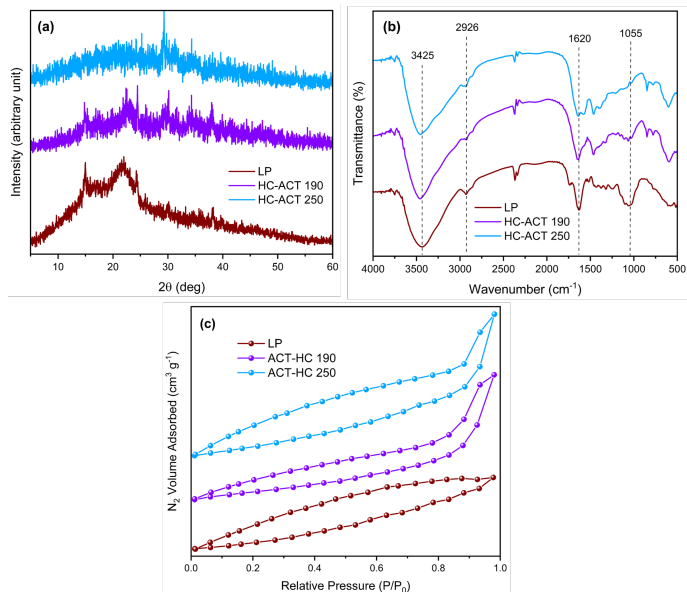 (a)
Intensity (arbitrary unit)
LP
HC-ACT 190
HC-ACT 250
10 20 30 40 50 60
2θ (deg)
(b)
3425 2926 1620 1055
Transmittance (%)
LP
HC-ACT 190
HC-ACT 250
4000 3500 3000 2500 2000 1500 1000 500
Wavenumber (cm⁻¹)
(c)
N₂ Volume Adsorbed (cm³ g⁻¹)
LP
ACT-HC 190
ACT-HC 250
0.0 0.2 0.4 0.6 0.8 1.0
Relative Pressure (P/P₀)